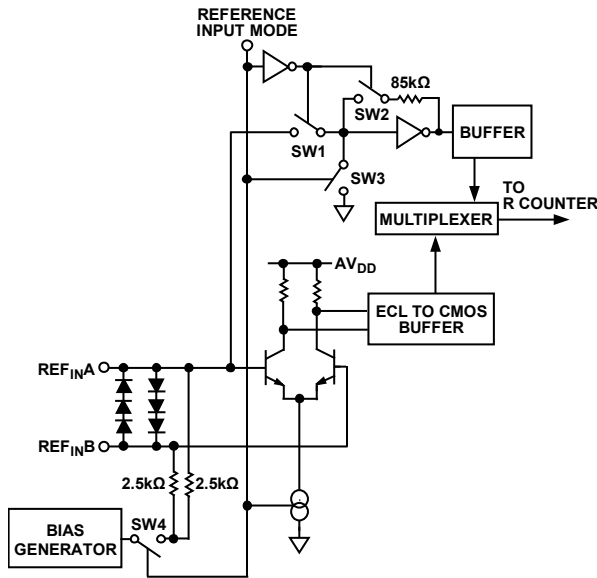 REFERENCE
INPUT MODE
85kΩ
SW2
BUFFER
SW1
SW3
TO
R COUNTER
MULTIPLEXER
AVDD
ECL TO CMOS
BUFFER
REFINA
REFINB
2.5kΩ
2.5kΩ
BIAS
GENERATOR
SW4